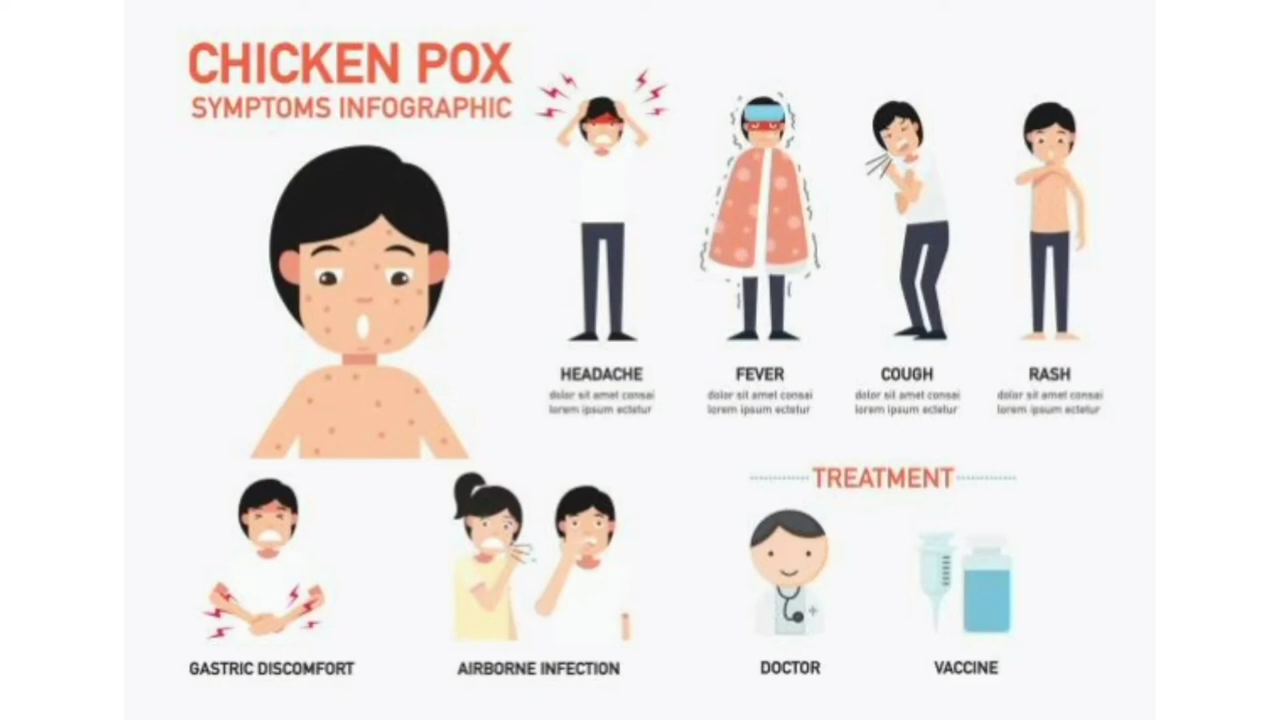 CHICKEN POX
SYMPTOMS INFOGRAPHIC
HEADACHE
dolor sit amet consai
lorem ipsum ectetur
FEVER
dolor sit amet consai
lorem ipsum ectetur
COUGH
dolor sit amet consai
lorem ipsum ectetur
RASH
dolor sit amet consai
lorem ipsum ectetur
TREATMENT
GASTRIC DISCOMFORT
AIRBORNE INFECTION
DOCTOR
VACCINE